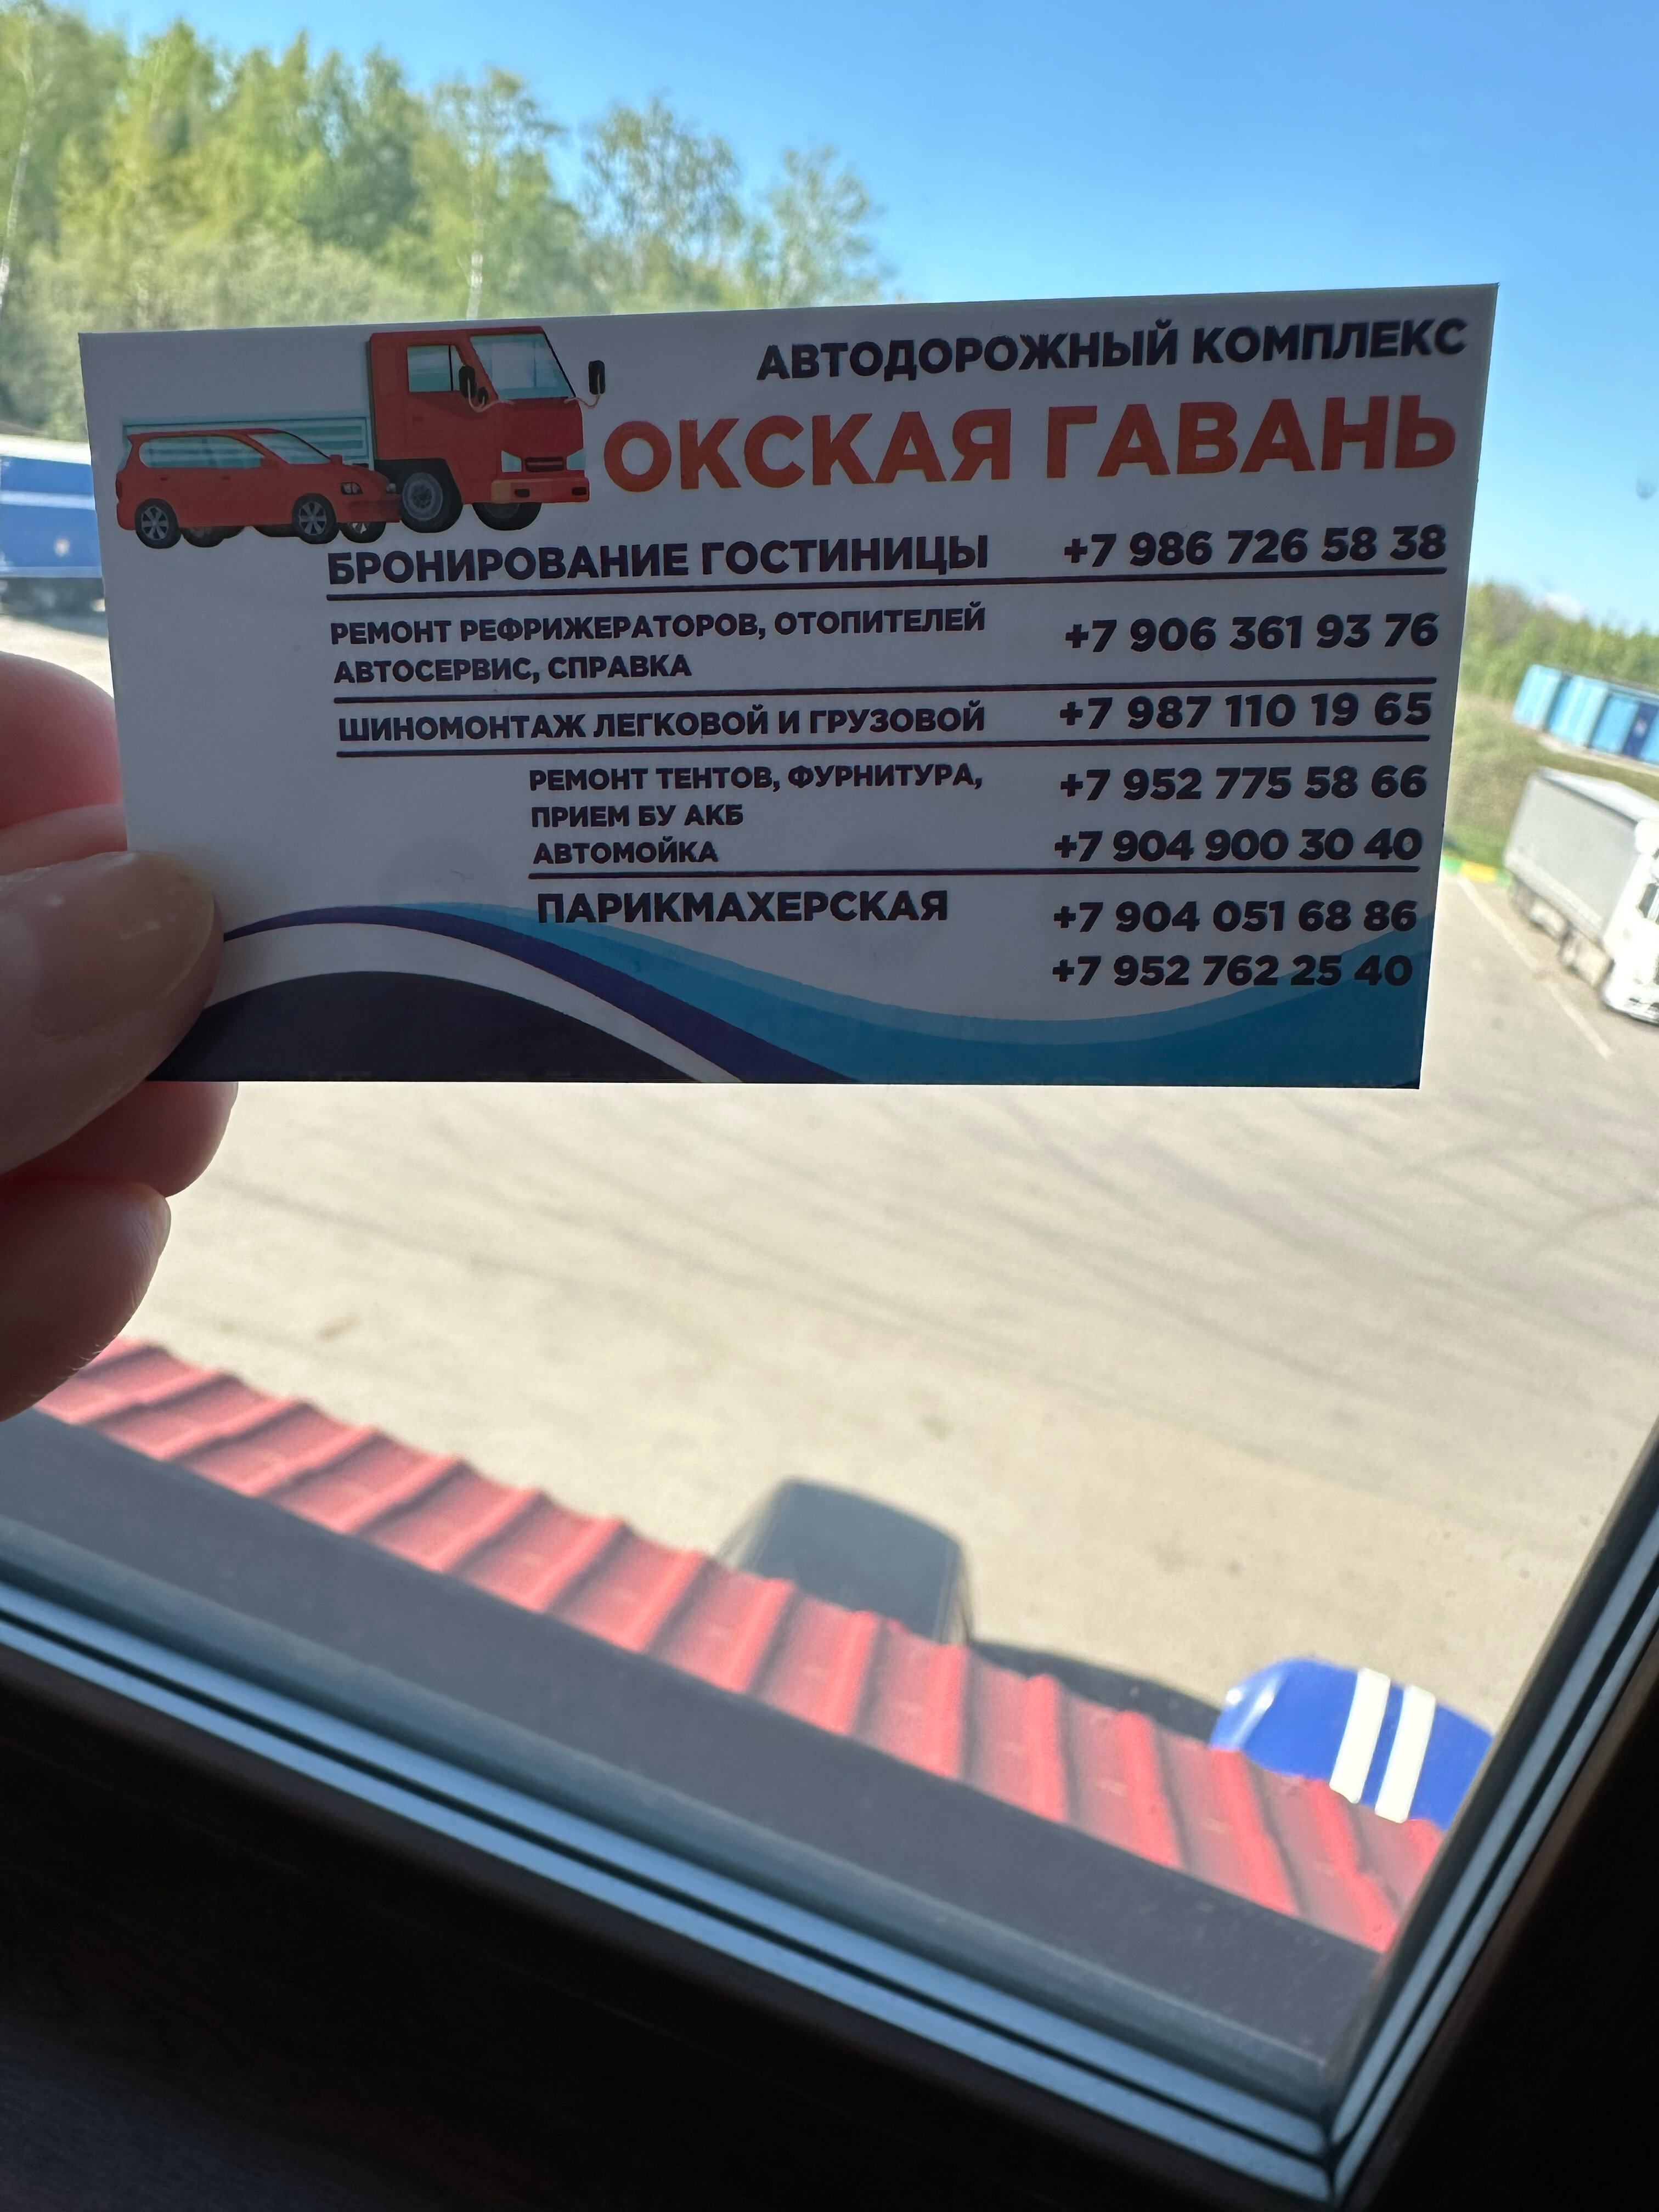 АВТОДОРОЖНЫЙ КОМПЛЕКС
ОКСКАЯ ГАВАНЬ
БРОНИРОВАНИЕ ГОСТИНИЦЫ +7 986 726 58 38
РЕМОНТ РЕФРИЖЕРАТОРОВ, ОТОПИТЕЛЕЙ +7 906 361 93 76
АВТОСЕРВИС, СПРАВКА
ШИНОМОНТАЖ ЛЕГКОВОЙ И ГРУЗОВОЙ +7 987 110 19 65
РЕМОНТ ТЕНТОВ, ФУРНИТУРА, +7 952 775 58 66
ПРИЕМ БУ АКБ
АВТОМОЙКА +7 904 900 30 40
ПАРИКМАХЕРСКАЯ +7 904 051 68 86
+7 952 762 25 40